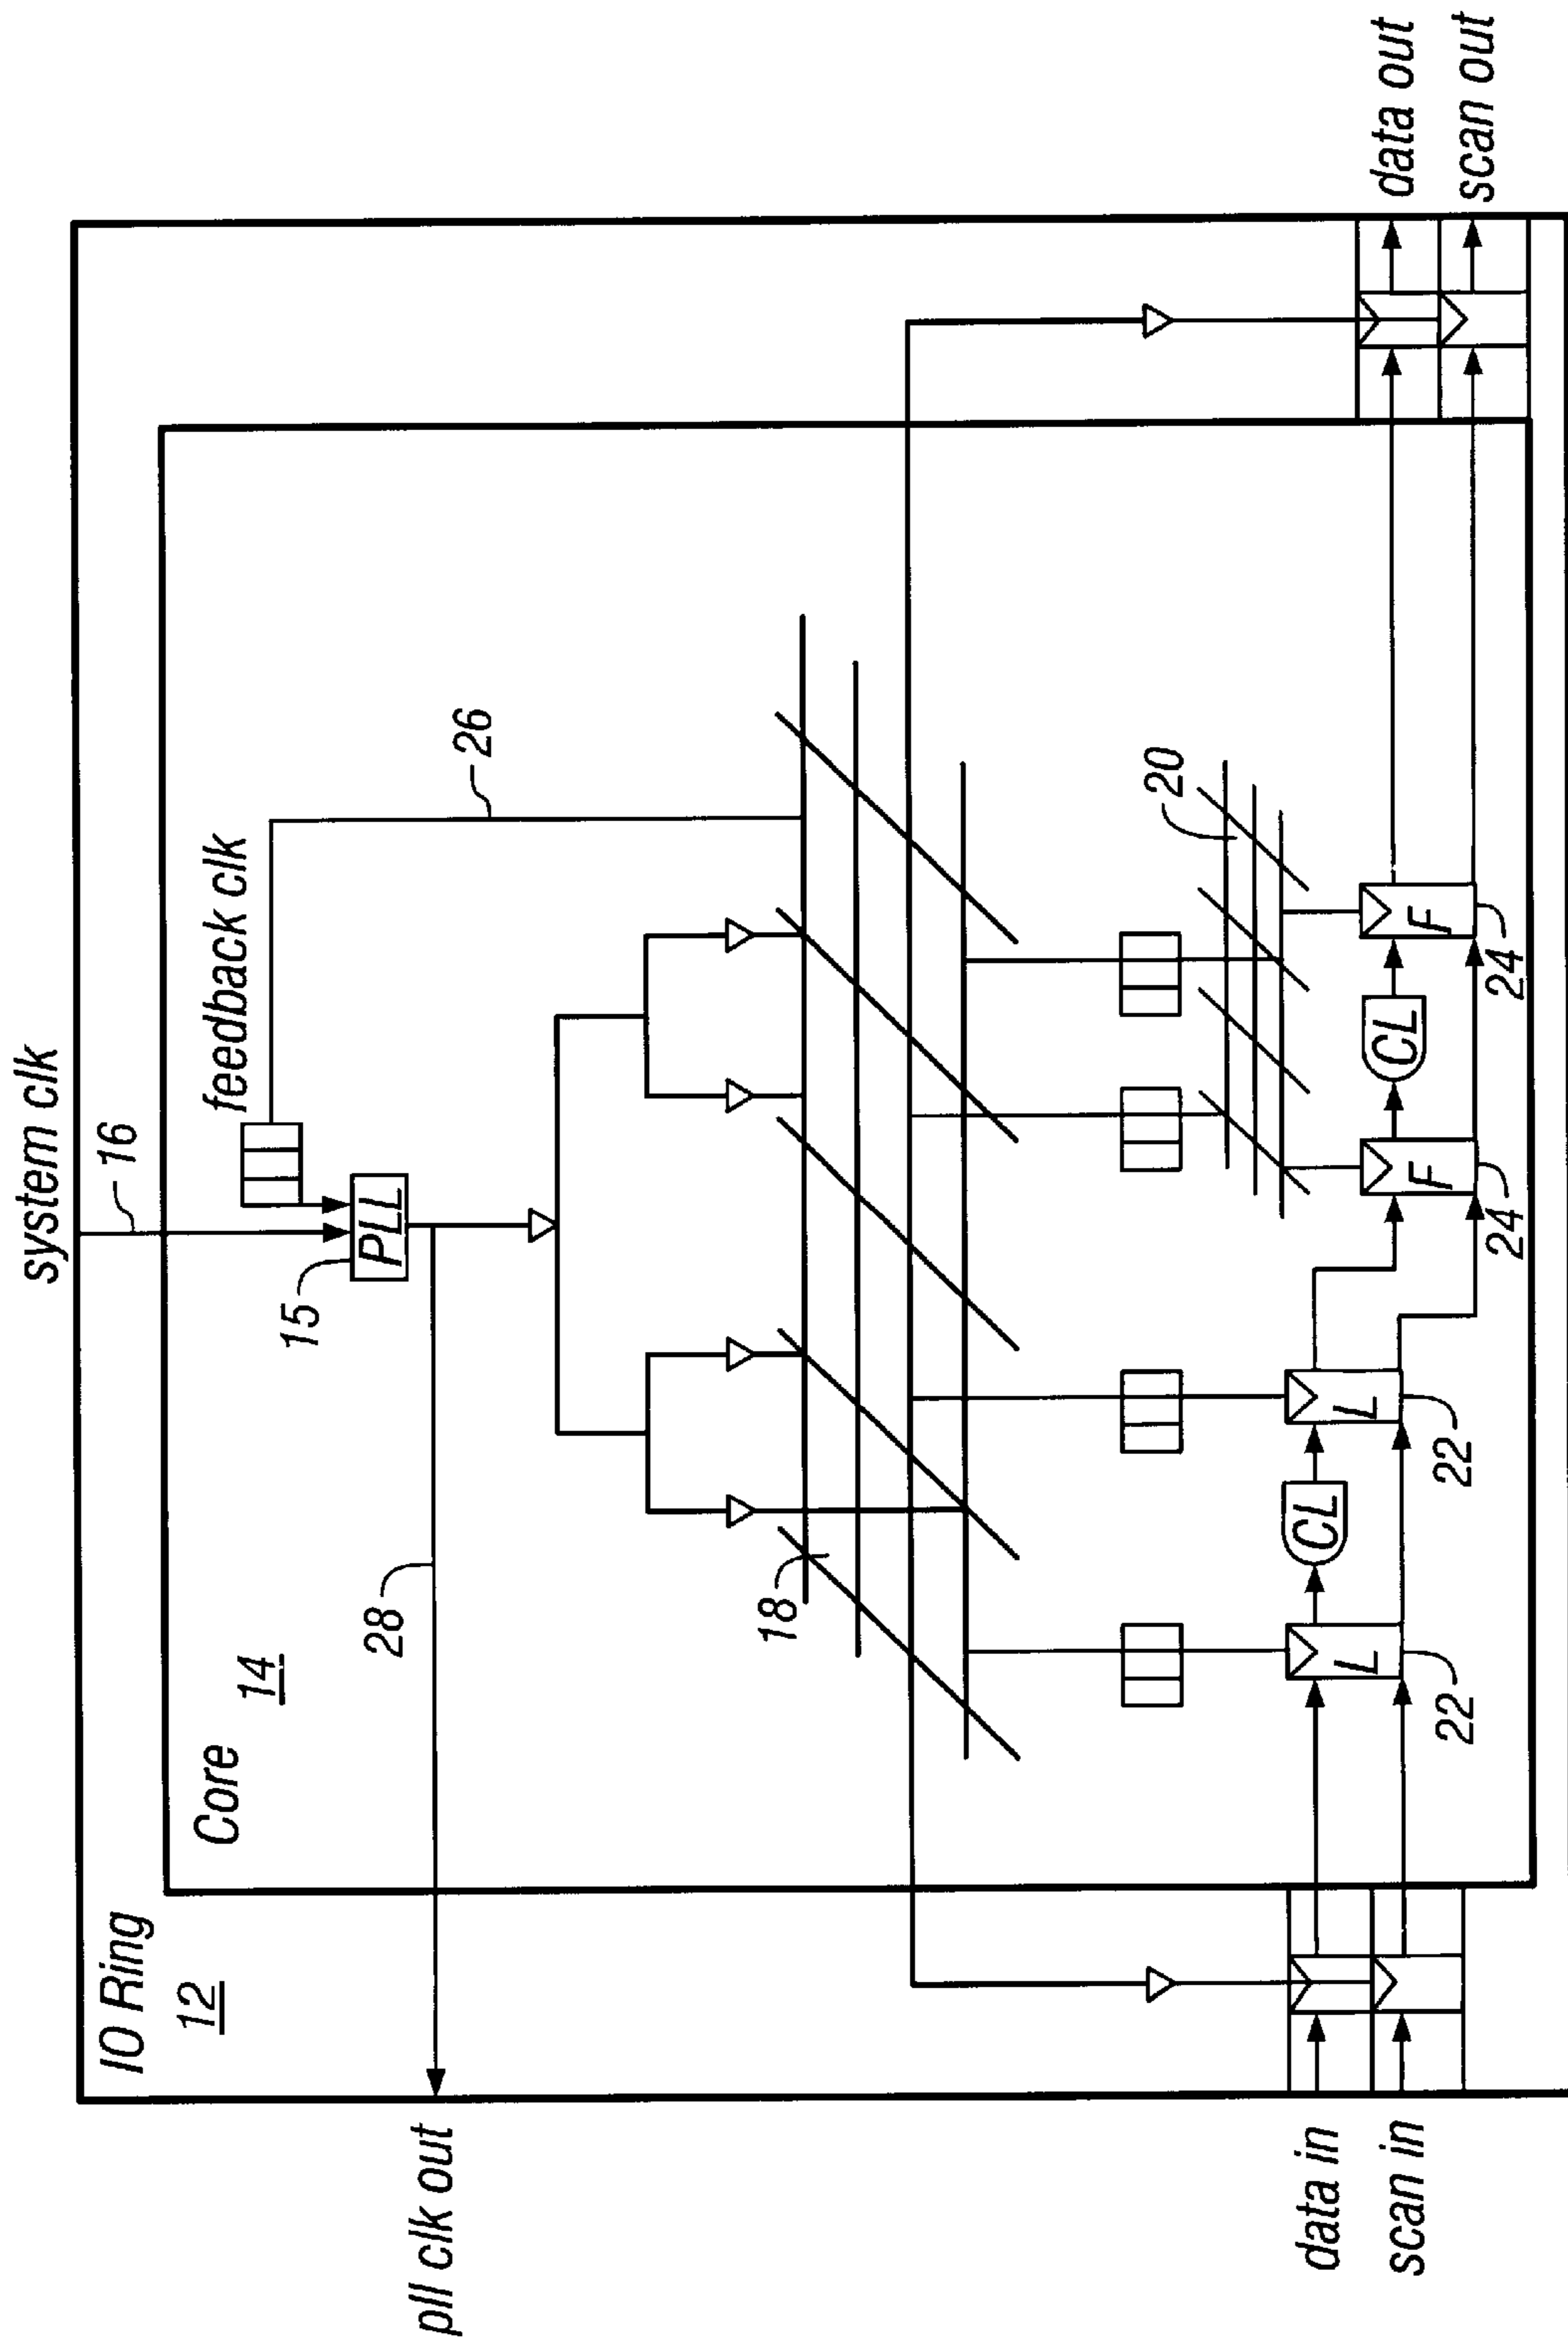 system clk
16
IO Ring
12
Core
14
feedback clk
15
PLL
26
28
pll clk out
18
20
CL
L
22
L
22
CL
F
24
F
24
data in
scan in
data out
scan out